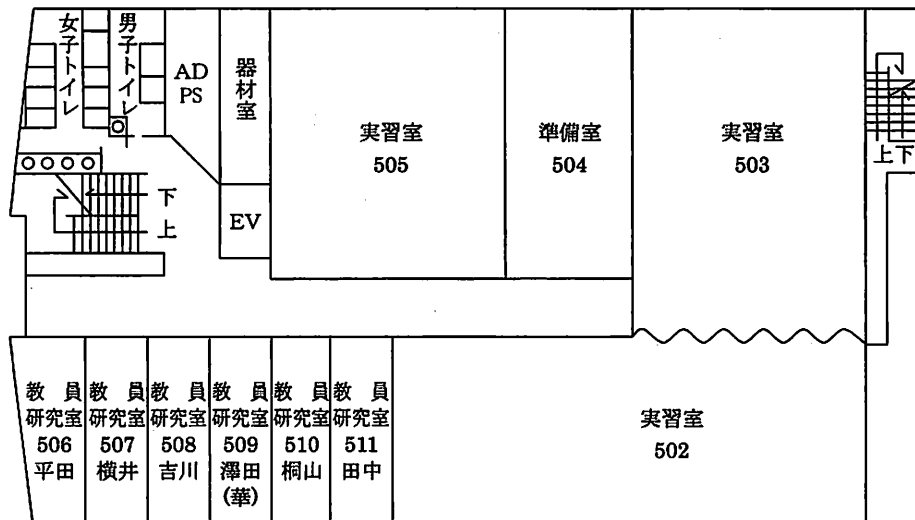 女子トイレ
男子トイレ
AD
PS
器材室
実習室
505
準備室
504
実習室
503
上下
下
上
EV
教員
研究室
506
平田
教員
研究室
507
横井
教員
研究室
508
吉川
教員
研究室
509
澤田
(華)
教員
研究室
510
桐山
教員
研究室
511
田中
実習室
502